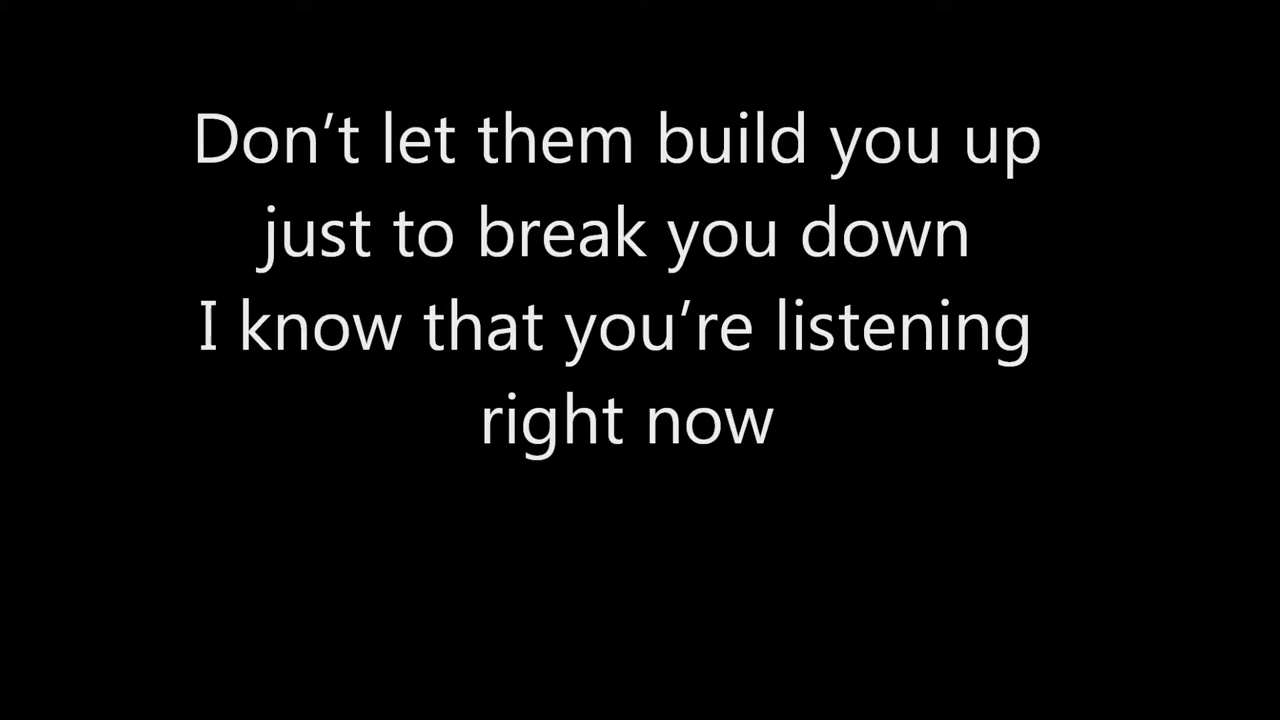 Don’t let them build you up
just to break you down
I know that you’re listening
right now